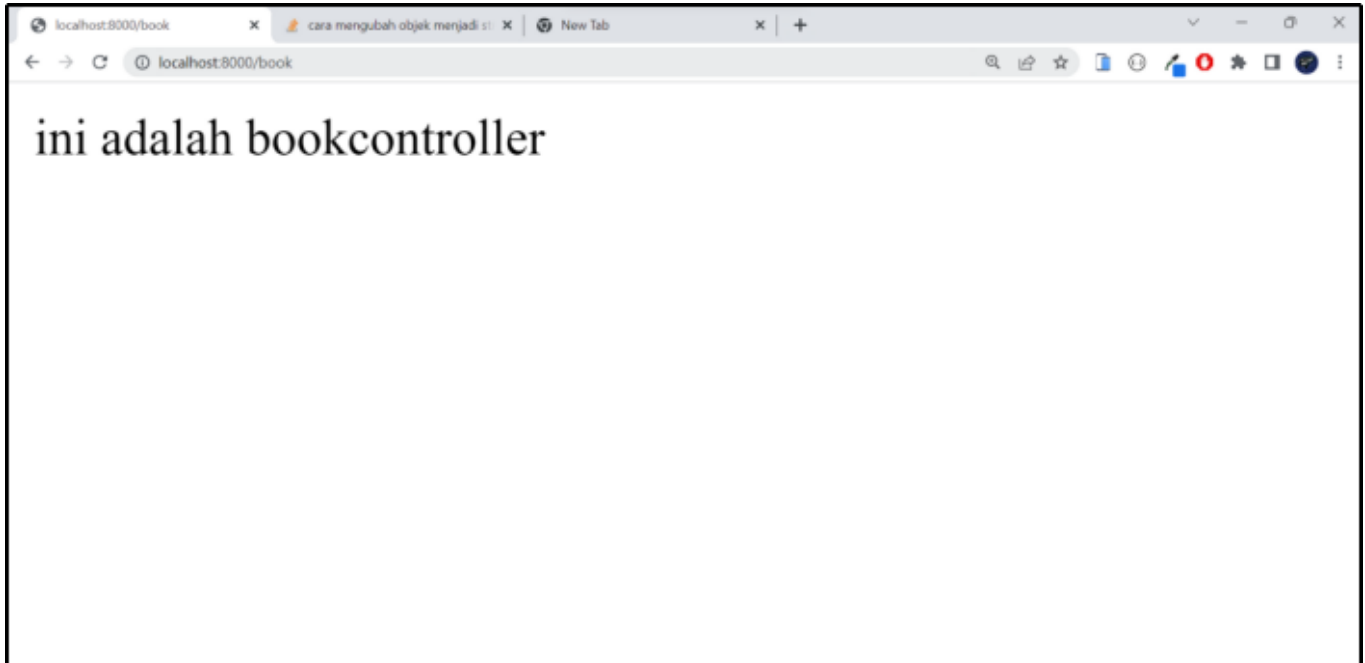 localhost:8000/book
cara mengubah objek menjadi st
New Tab
localhost:8000/book
ini adalah bookcontroller